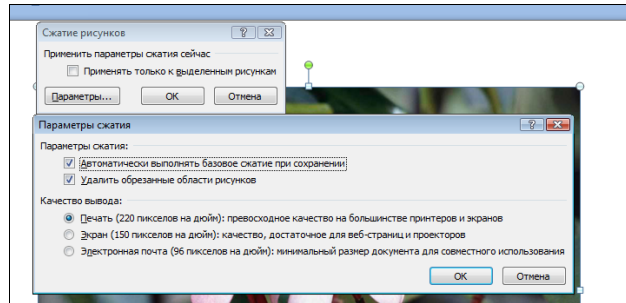 Сжатие рисунков
Применить параметры сжатия сейчас
Применять только к выделенным рисункам
Параметры...
ОК
Отмена
Параметры сжатия
Параметры сжатия:
Автоматически выполнять базовое сжатие при сохранении
Удалить обрезанные области рисунков
Качество вывода:
Печать (220 пикселов на дюйм): превосходное качество на большинстве принтеров и экранов
Экран (150 пикселов на дюйм): качество, достаточное для веб-страниц и проекторов
Электронная почта (96 пикселов на дюйм): минимальный размер документа для совместного использования
ОК
Отмена